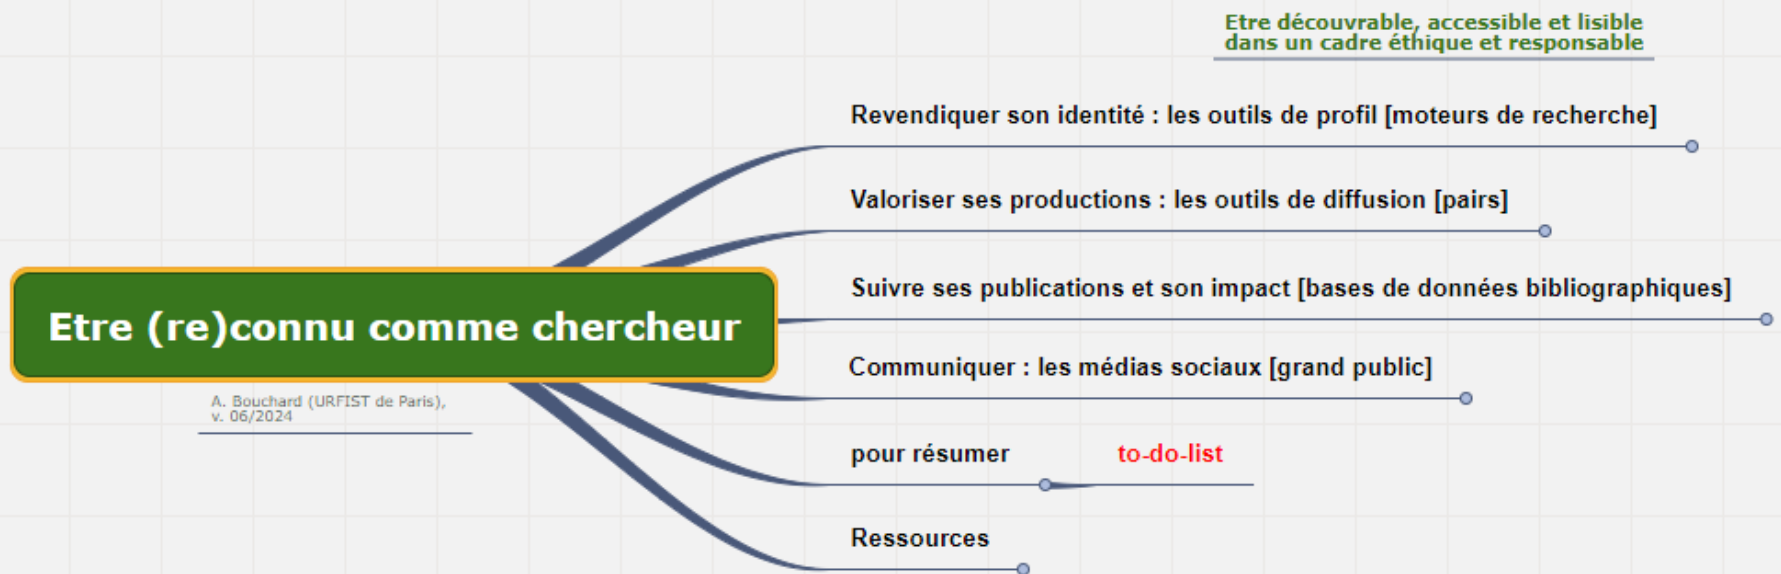 Etre découvrable, accessible et lisible
dans un cadre éthique et responsable
Revendiquer son identité : les outils de profil [moteurs de recherche]
Valoriser ses productions : les outils de diffusion [pairs]
Suivre ses publications et son impact [bases de données bibliographiques]
Etre (re)connu comme chercheur
Communiquer : les médias sociaux [grand public]
A. Bouchard (URFIST de Paris),
v. 06/2024
pour résumer to-do-list
Ressources